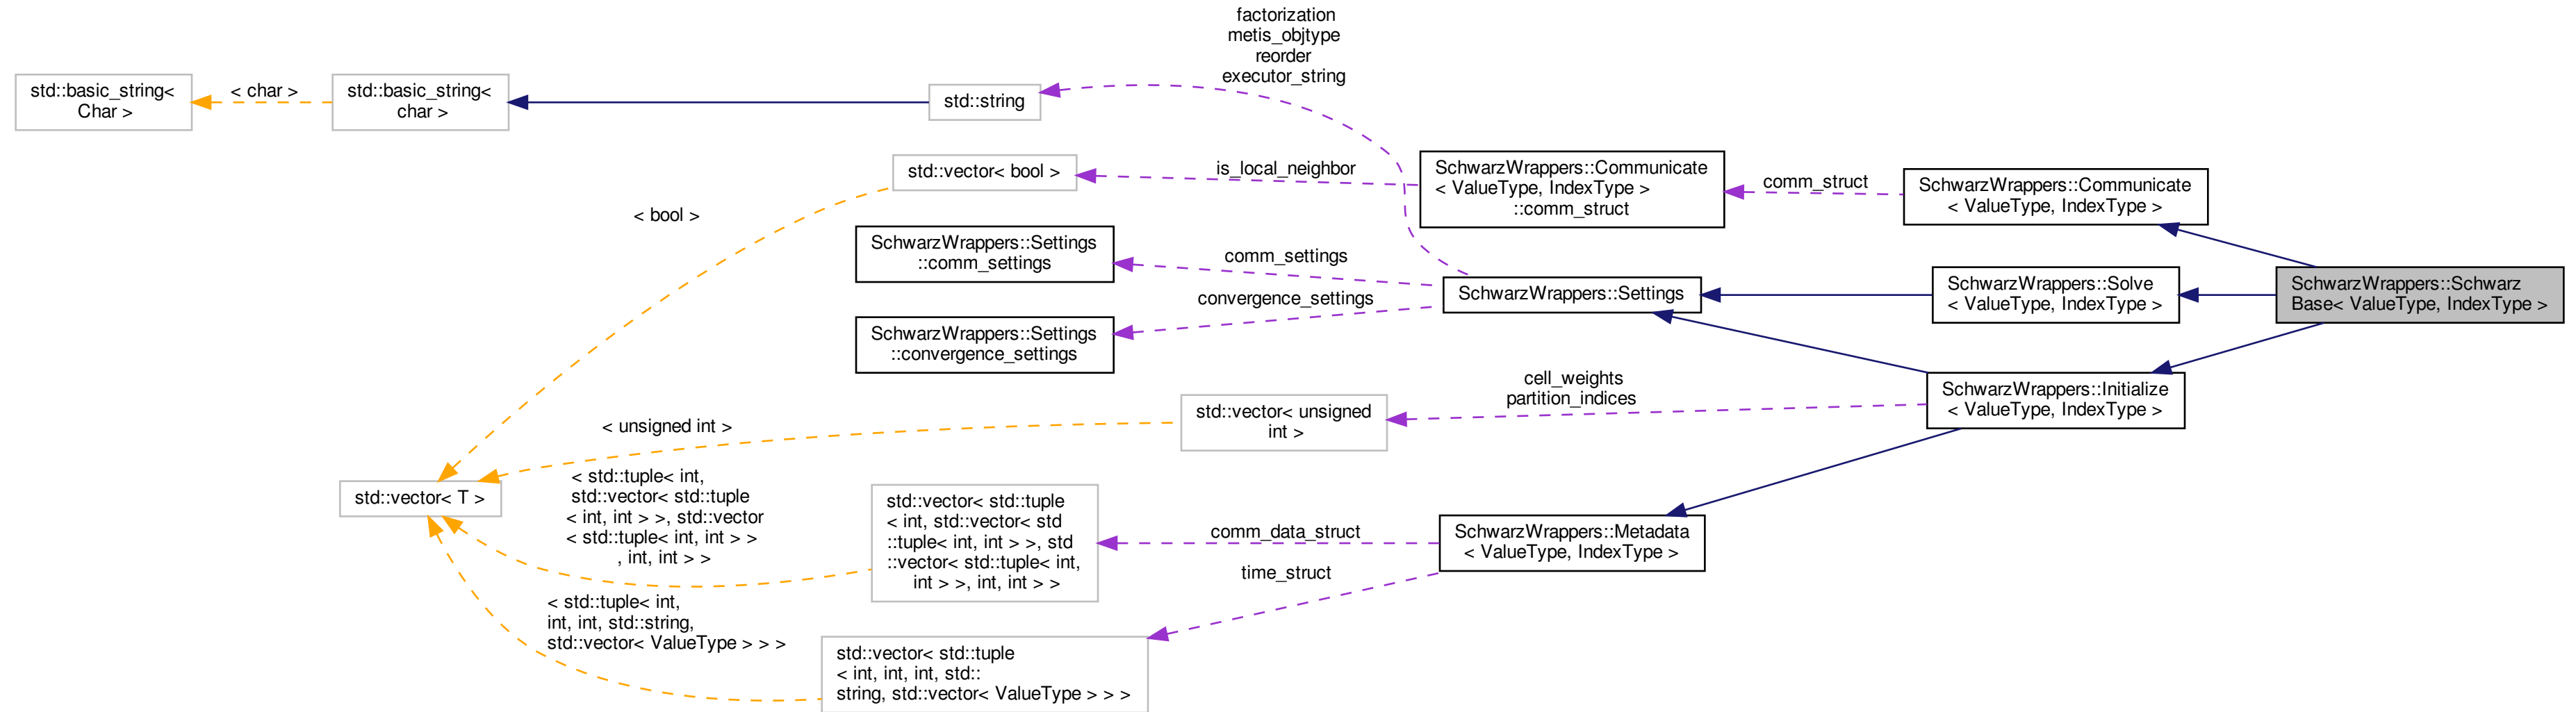 factorization
metis_objtype
reorder
executor_string
std::basic_string<
Char >
< char >
std::basic_string<
char >
std::string
std::vector< bool >
is_local_neighbor
SchwarzWrappers::Communicate
< ValueType, IndexType >
::comm_struct
comm_struct
SchwarzWrappers::Communicate
< ValueType, IndexType >
< bool >
SchwarzWrappers::Settings
::comm_settings
comm_settings
SchwarzWrappers::Settings
::convergence_settings
convergence_settings
SchwarzWrappers::Settings
SchwarzWrappers::Solve
< ValueType, IndexType >
SchwarzWrappers::Schwarz
Base< ValueType, IndexType >
cell_weights
partition_indices
SchwarzWrappers::Initialize
< ValueType, IndexType >
std::vector< unsigned
int >
< unsigned int >
std::vector< T >
< std::tuple< int,
std::vector< std::tuple
< int, int > >, std::vector
< std::tuple< int, int > >
, int, int > >
std::vector< std::tuple
< int, std::vector< std
::tuple< int, int > >, std
::vector< std::tuple< int,
int > >, int, int > >
comm_data_struct
SchwarzWrappers::Metadata
< ValueType, IndexType >
time_struct
< std::tuple< int,
int, int, std::string,
std::vector< ValueType > > >
std::vector< std::tuple
< int, int, int, std::
string, std::vector< ValueType > > >